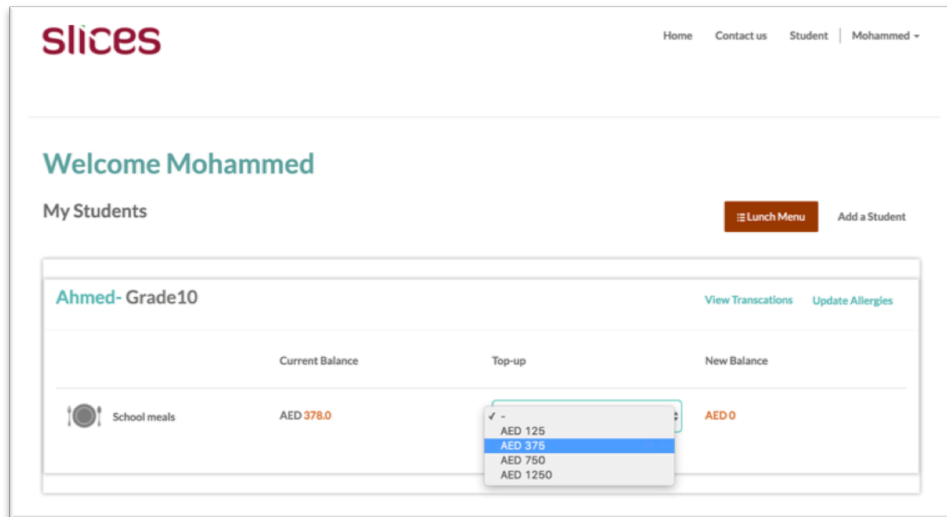 slices
Home Contact us Student Mohammed
Welcome Mohammed
My Students
Lunch Menu Add a Student
Ahmed- Grade10
View Transcations Update Allergies
Current Balance Top-up New Balance
School meals AED 378.0 ✓ - AED 0
AED 125
AED 375
AED 750
AED 1250